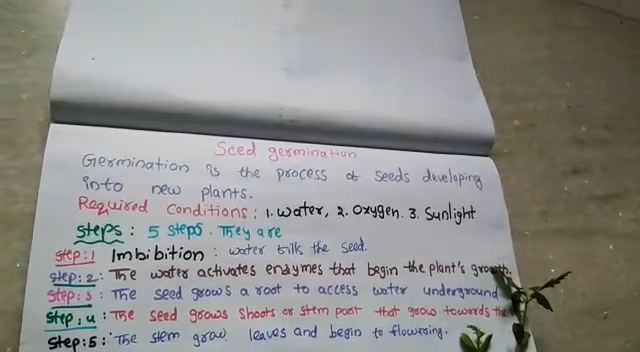 Seed germination
Germination is the process of seeds developing
into new plants.
Required Conditions: 1. water, 2. Oxygen. 3. Sunlight
steps: 5 steps. They are
step:1 Imbibition: water fills the seed.
step:2: The water activates enzymes that begin the plant's growth.
step:3: The seed grows a root to access water underground
step:4: The seed grows shoots or stem part that grow towards the
step:5: The stem grow leaves and begin to flowering.